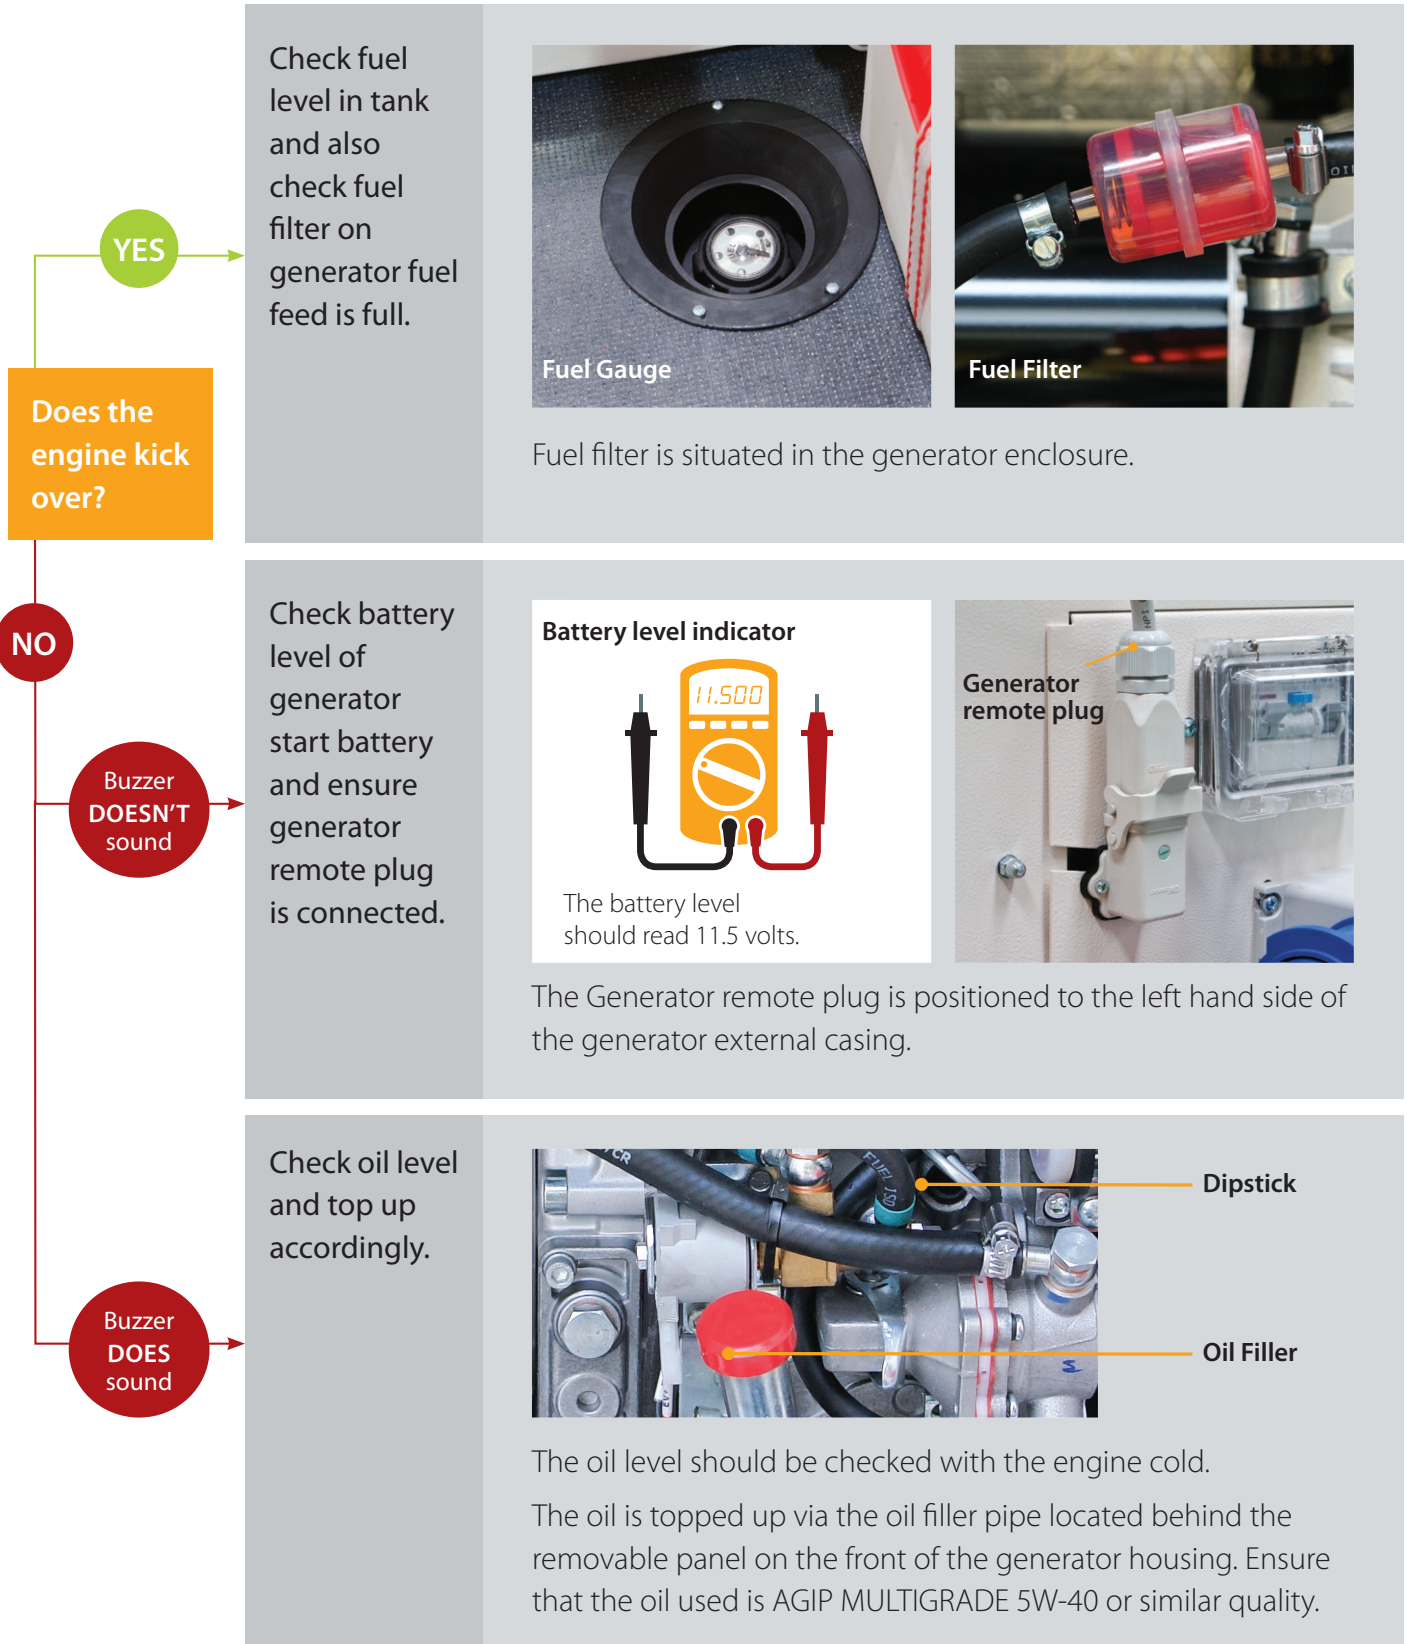 Check fuel
level in tank
and also
check fuel
filter on
generator fuel
feed is full.
Fuel Gauge
Fuel Filter
Fuel filter is situated in the generator enclosure.
YES
Does the
engine kick
over?
NO
Buzzer
DOESN'T
sound
Check battery
level of
generator
start battery
and ensure
generator
remote plug
is connected.
Battery level indicator
11.500
The battery level
should read 11.5 volts.
Generator
remote plug
The Generator remote plug is positioned to the left hand side of
the generator external casing.
Buzzer
DOES
sound
Check oil level
and top up
accordingly.
TCR
FUEL ISO
Dipstick
Oil Filler
The oil level should be checked with the engine cold.
The oil is topped up via the oil filler pipe located behind the
removable panel on the front of the generator housing. Ensure
that the oil used is AGIP MULTIGRADE 5W-40 or similar quality.